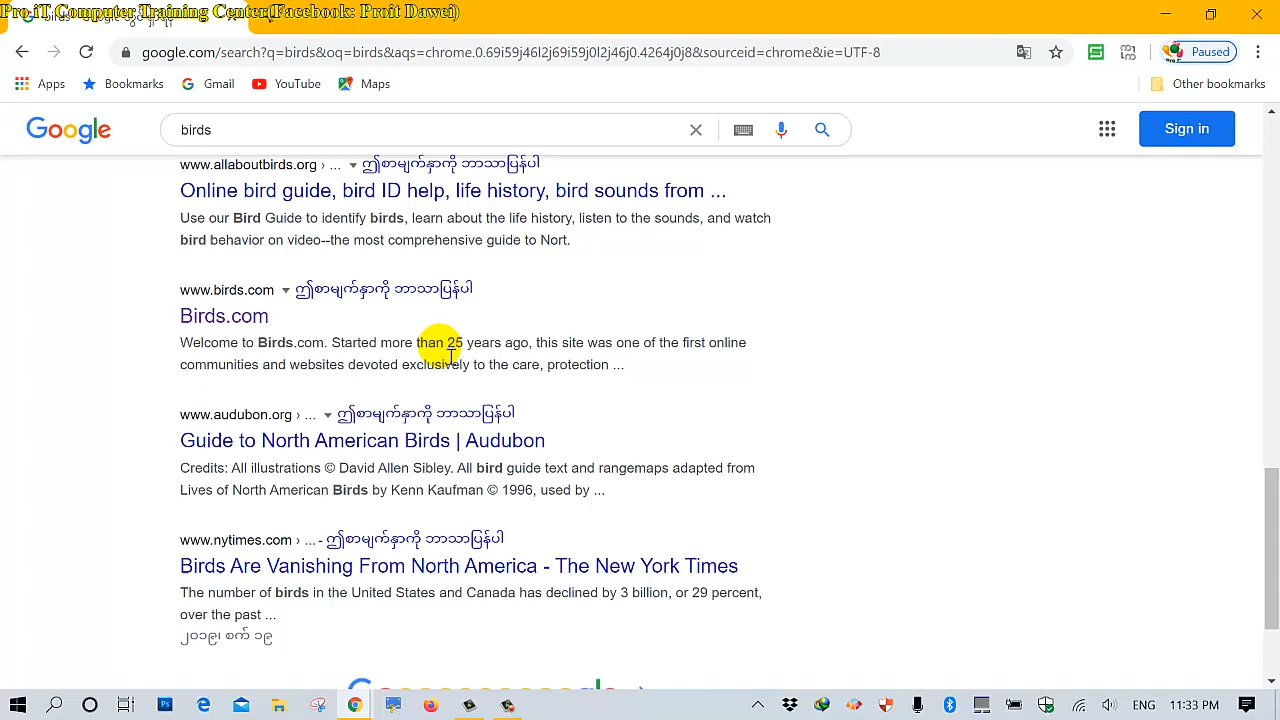 Pro iT Computer Training Center(Facebook: Proit Dawei)
google.com/search?q=birds&oq=birds&aqs=chrome.0.69i59j46l2j69i59j0l2j46j0.4264j0j8&sourceid=chrome&ie=UTF-8
Paused
Apps
Bookmarks
Gmail
YouTube
Maps
Other bookmarks
Google
birds
Sign in
www.allaboutbirds.org › ... ဤစာမျက်နှာကို ဘာသာပြန်ပါ
Online bird guide, bird ID help, life history, bird sounds from ...
Use our Bird Guide to identify birds, learn about the life history, listen to the sounds, and watch
bird behavior on video--the most comprehensive guide to Nort.
www.birds.com ဤစာမျက်နှာကို ဘာသာပြန်ပါ
Birds.com
Welcome to Birds.com. Started more than 25 years ago, this site was one of the first online
communities and websites devoted exclusively to the care, protection ...
www.audubon.org › ... ဤစာမျက်နှာကို ဘာသာပြန်ပါ
Guide to North American Birds | Audubon
Credits: All illustrations © David Allen Sibley. All bird guide text and rangemaps adapted from
Lives of North American Birds by Kenn Kaufman © 1996, used by ...
www.nytimes.com › ... - ဤစာမျက်နှာကို ဘာသာပြန်ပါ
Birds Are Vanishing From North America - The New York Times
The number of birds in the United States and Canada has declined by 3 billion, or 29 percent,
over the past ...
၂၀၁၉၊ စက် ၁၉
ENG
11:33 PM